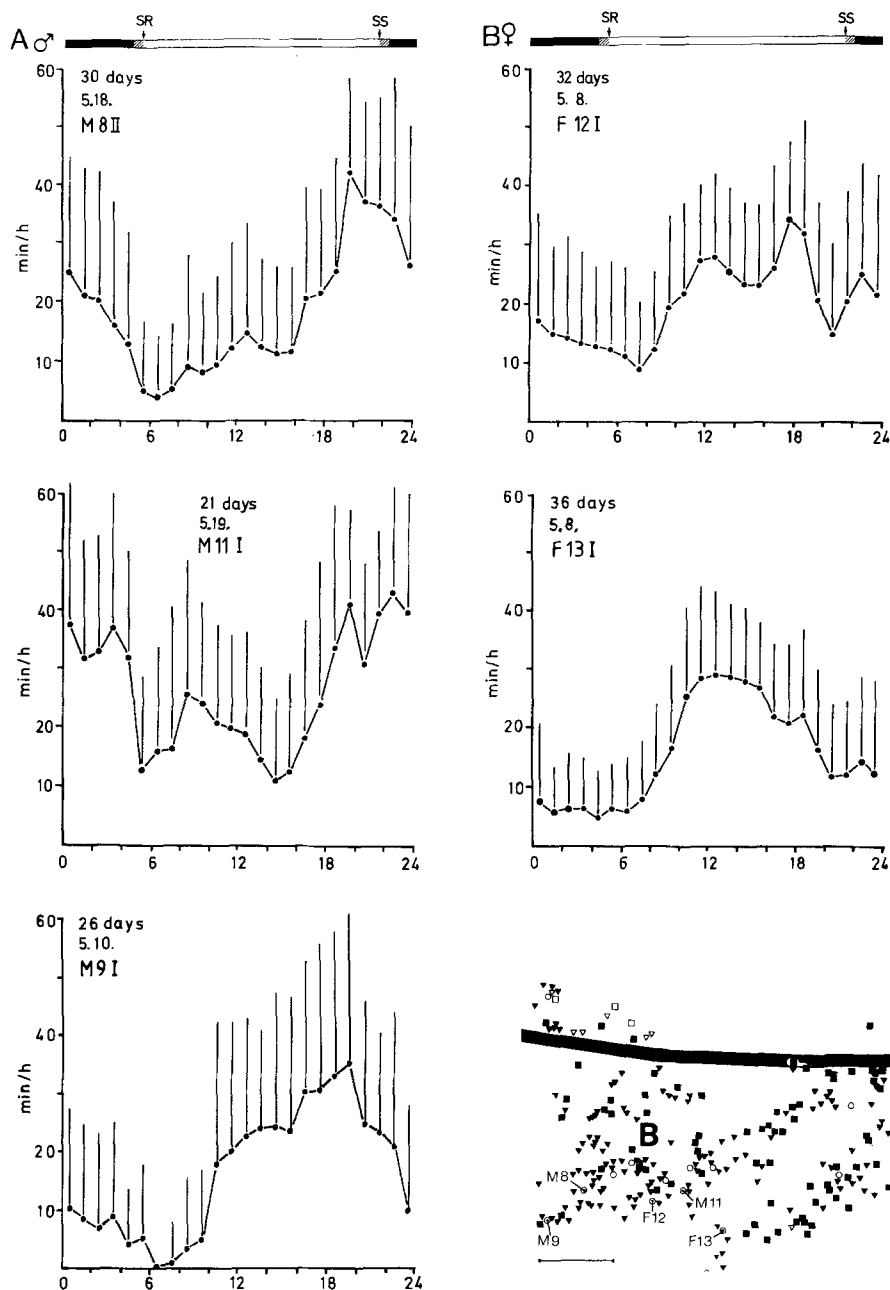 A♂
SR
SS
B♀
SR
SS
30 days
5.18.
M8II
60
40
20
10
min/h
0 6 12 18 24
32 days
5. 8.
F 12 I
60
40
20
10
min/h
0 6 12 18 24
21 days
5.19.
M 11 I
60
40
20
10
min/h
0 6 12 18 24
36 days
5.8.
F 13 I
60
40
20
10
min/h
0 6 12 18 24
26 days
5.10.
M9 I
60
40
20
10
min/h
0 6 12 18 24
B
M8
M9
F12
M11
F13